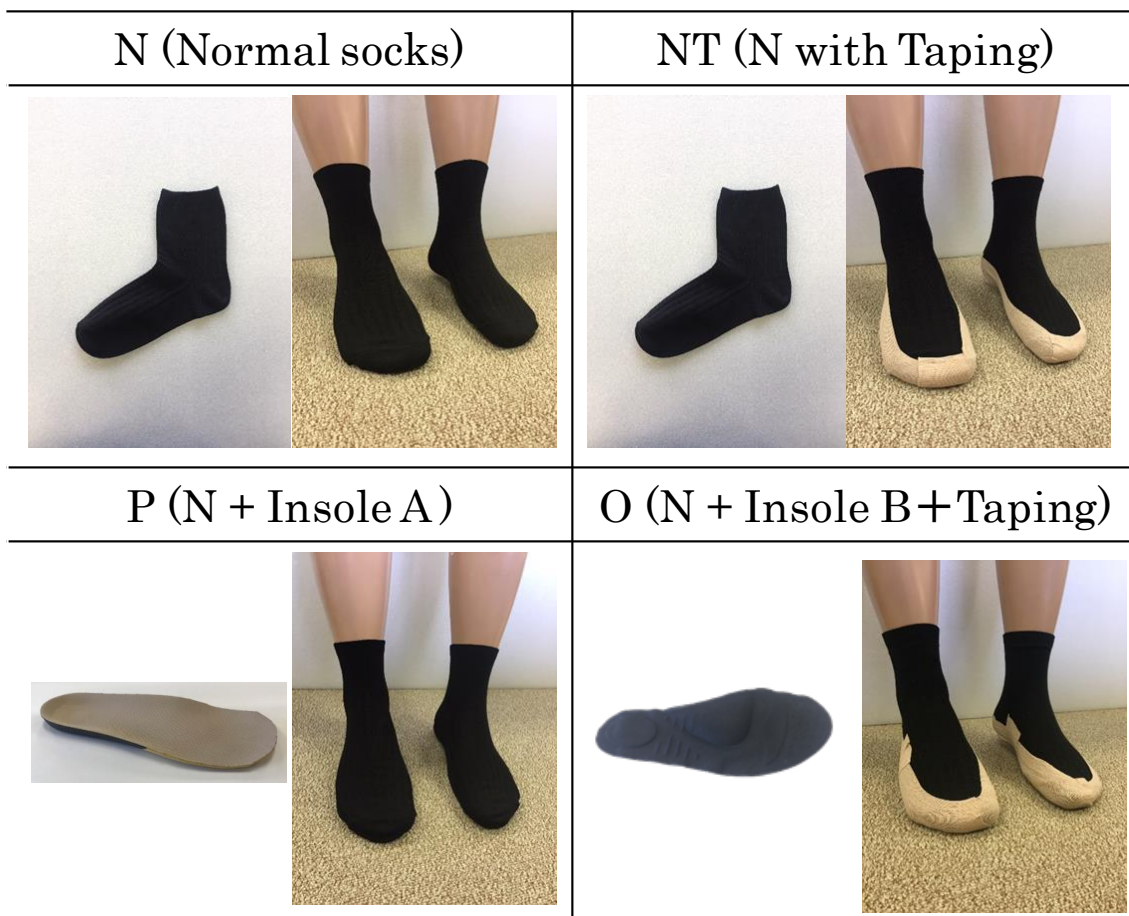 N (Normal socks)
NT (N with Taping)
P (N + Insole A)
O (N + Insole B＋Taping)